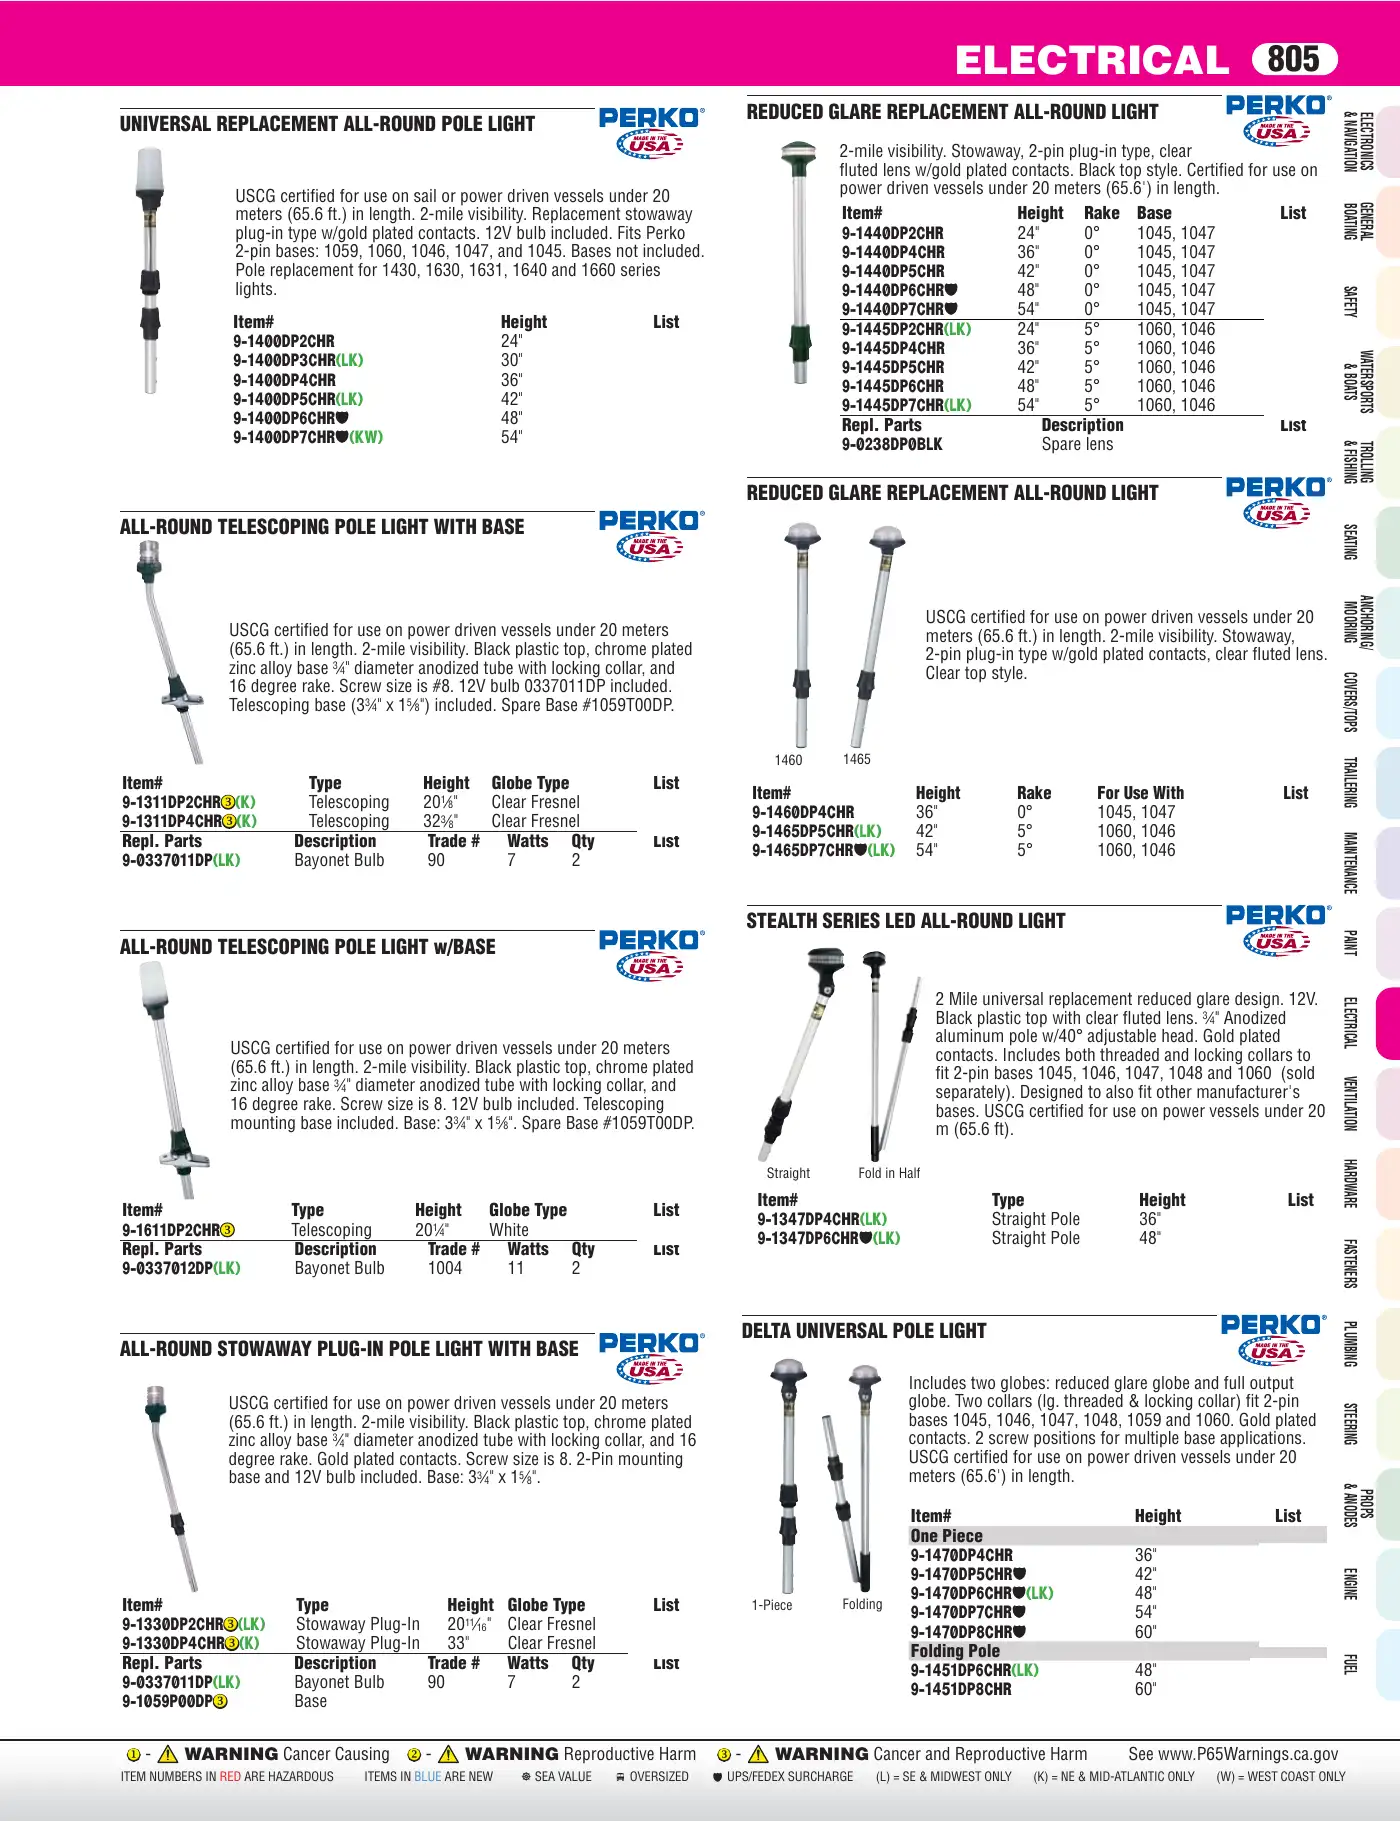 ELECTRICAL 805
UNIVERSAL REPLACEMENT ALL-ROUND POLE LIGHT
PERKO®
MADE IN THE
USA
USCG certified for use on sail or power driven vessels under 20
meters (65.6 ft.) in length. 2-mile visibility. Replacement stowaway
plug-in type w/gold plated contacts. 12V bulb included. Fits Perko
2-pin bases: 1059, 1060, 1046, 1047, and 1045. Bases not included.
Pole replacement for 1430, 1630, 1631, 1640 and 1660 series
lights.
Item# Height List
9-1400DP2CHR 24"
9-1400DP3CHR(LK) 30"
9-1400DP4CHR 36"
9-1400DP5CHR(LK) 42"
9-1400DP6CHR 48"
9-1400DP7CHR(KW) 54"
ALL-ROUND TELESCOPING POLE LIGHT WITH BASE
PERKO®
MADE IN THE
USA
USCG certified for use on power driven vessels under 20 meters
(65.6 ft.) in length. 2-mile visibility. Black plastic top, chrome plated
zinc alloy base ¾" diameter anodized tube with locking collar, and
16 degree rake. Screw size is #8. 12V bulb 0337011DP included.
Telescoping base (3¾" x 1⅝") included. Spare Base #1059T00DP.
Item# Type Height Globe Type List
9-1311DP2CHR③(K) Telescoping 20⅛" Clear Fresnel
9-1311DP4CHR③(K) Telescoping 32⅜" Clear Fresnel
Repl. Parts Description Trade # Watts Qty List
9-0337011DP(LK) Bayonet Bulb 90 7 2
ALL-ROUND TELESCOPING POLE LIGHT w/BASE
PERKO®
MADE IN THE
USA
USCG certified for use on power driven vessels under 20 meters
(65.6 ft.) in length. 2-mile visibility. Black plastic top, chrome plated
zinc alloy base ¾" diameter anodized tube with locking collar, and
16 degree rake. Screw size is 8. 12V bulb included. Telescoping
mounting base included. Base: 3¾" x 1⅝". Spare Base #1059T00DP.
Item# Type Height Globe Type List
9-1611DP2CHR③ Telescoping 20¼" White
Repl. Parts Description Trade # Watts Qty List
9-0337012DP(LK) Bayonet Bulb 1004 11 2
ALL-ROUND STOWAWAY PLUG-IN POLE LIGHT WITH BASE
PERKO®
MADE IN THE
USA
USCG certified for use on power driven vessels under 20 meters
(65.6 ft.) in length. 2-mile visibility. Black plastic top, chrome plated
zinc alloy base ¾" diameter anodized tube with locking collar, and 16
degree rake. Gold plated contacts. Screw size is 8. 2-Pin mounting
base and 12V bulb included. Base: 3¾" x 1⅝".
Item# Type Height Globe Type List
9-1330DP2CHR③(LK) Stowaway Plug-In 20¹¹⁄₁₆" Clear Fresnel
9-1330DP4CHR③(K) Stowaway Plug-In 33" Clear Fresnel
Repl. Parts Description Trade # Watts Qty List
9-0337011DP(LK) Bayonet Bulb 90 7 2
9-1059P00DP③ Base
REDUCED GLARE REPLACEMENT ALL-ROUND LIGHT
PERKO®
MADE IN THE
USA
2-mile visibility. Stowaway, 2-pin plug-in type, clear
fluted lens w/gold plated contacts. Black top style. Certified for use on
power driven vessels under 20 meters (65.6') in length.
Item# Height Rake Base List
9-1440DP2CHR 24" 0° 1045, 1047
9-1440DP4CHR 36" 0° 1045, 1047
9-1440DP5CHR 42" 0° 1045, 1047
9-1440DP6CHR 48" 0° 1045, 1047
9-1440DP7CHR 54" 0° 1045, 1047
9-1445DP2CHR(LK) 24" 5° 1060, 1046
9-1445DP4CHR 36" 5° 1060, 1046
9-1445DP5CHR 42" 5° 1060, 1046
9-1445DP6CHR 48" 5° 1060, 1046
9-1445DP7CHR(LK) 54" 5° 1060, 1046
Repl. Parts Description List
9-0238DP0BLK Spare lens
REDUCED GLARE REPLACEMENT ALL-ROUND LIGHT
PERKO®
MADE IN THE
USA
USCG certified for use on power driven vessels under 20
meters (65.6 ft.) in length. 2-mile visibility. Stowaway,
2-pin plug-in type w/gold plated contacts, clear fluted lens.
Clear top style.
1460 1465
Item# Height Rake For Use With List
9-1460DP4CHR 36" 0° 1045, 1047
9-1465DP5CHR(LK) 42" 5° 1060, 1046
9-1465DP7CHR(LK) 54" 5° 1060, 1046
STEALTH SERIES LED ALL-ROUND LIGHT
PERKO®
MADE IN THE
USA
2 Mile universal replacement reduced glare design. 12V.
Black plastic top with clear fluted lens. ¾" Anodized
aluminum pole w/40° adjustable head. Gold plated
contacts. Includes both threaded and locking collars to
fit 2-pin bases 1045, 1046, 1047, 1048 and 1060 (sold
separately). Designed to also fit other manufacturer's
bases. USCG certified for use on power vessels under 20
m (65.6 ft).
Straight Fold in Half
Item# Type Height List
9-1347DP4CHR(LK) Straight Pole 36"
9-1347DP6CHR(LK) Straight Pole 48"
DELTA UNIVERSAL POLE LIGHT
PERKO®
MADE IN THE
USA
Includes two globes: reduced glare globe and full output
globe. Two collars (lg. threaded & locking collar) fit 2-pin
bases 1045, 1046, 1047, 1048, 1059 and 1060. Gold plated
contacts. 2 screw positions for multiple base applications.
USCG certified for use on power driven vessels under 20
meters (65.6') in length.
1-Piece Folding
Item# Height List
One Piece
9-1470DP4CHR 36"
9-1470DP5CHR 42"
9-1470DP6CHR(LK) 48"
9-1470DP7CHR 54"
9-1470DP8CHR 60"
Folding Pole
9-1451DP6CHR(LK) 48"
9-1451DP8CHR 60"
ELECTRONICS
& NAVIGATION
GENERAL
BOATING
SAFETY
WATERSPORTS
& BOATS
TROLLING
& FISHING
SEATING
ANCHORING/
MOORING
COVERS/TOPS
TRAILERING
MAINTENANCE
PAINT
ELECTRICAL
VENTILATION
HARDWARE
FASTENERS
PLUMBING
STEERING
PROPS
& ANODES
ENGINE
FUEL
① - WARNING Cancer Causing ② - WARNING Reproductive Harm ③ - WARNING Cancer and Reproductive Harm See www.P65Warnings.ca.gov
ITEM NUMBERS IN RED ARE HAZARDOUS ITEMS IN BLUE ARE NEW SEA VALUE OVERSIZED UPS/FEDEX SURCHARGE (L) = SE & MIDWEST ONLY (K) = NE & MID-ATLANTIC ONLY (W) = WEST COAST ONLY